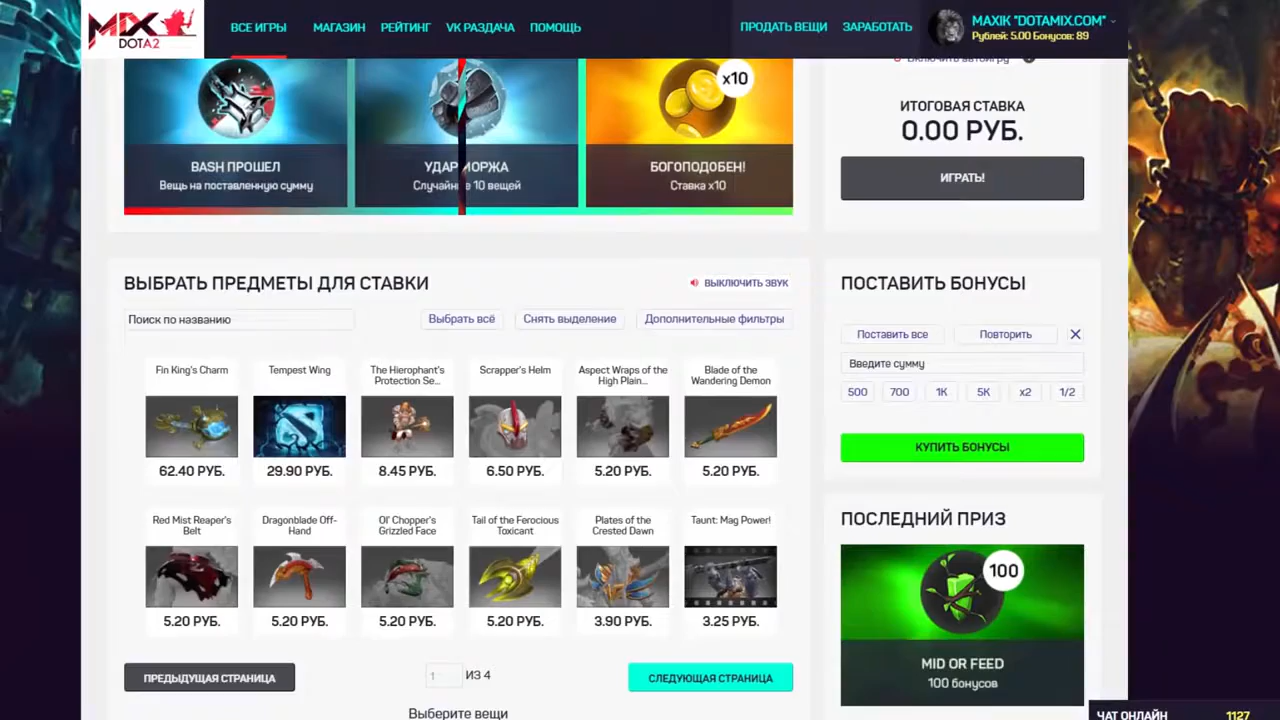 MIX
DOTA2
ВСЕ ИГРЫ
МАГАЗИН
РЕЙТИНГ
VK РАЗДАЧА
ПОМОЩЬ
ПРОДАТЬ ВЕЩИ
ЗАРАБОТАТЬ
MAXIK "DOTAMIX.COM"
Рублей: 5.00 Бонусов: 89
x10
BASH ПРОШЕЛ
Вещь на поставленную сумму
УДАР МОРЖА
Случайные 10 вещей
БОГОПОДОБЕН!
Ставка x10
Включить автоигру
ИТОГОВАЯ СТАВКА
0.00 РУБ.
ИГРАТЬ!
ВЫБРАТЬ ПРЕДМЕТЫ ДЛЯ СТАВКИ
ВЫКЛЮЧИТЬ ЗВУК
Поиск по названию
Выбрать всё
Снять выделение
Дополнительные фильтры
Fin King's Charm
62.40 РУБ.
Tempest Wing
29.90 РУБ.
The Hierophant's
Protection Se...
8.45 РУБ.
Scrapper's Helm
6.50 РУБ.
Aspect Wraps of the
High Plain...
5.20 РУБ.
Blade of the
Wandering Demon
5.20 РУБ.
Red Mist Reaper's
Belt
5.20 РУБ.
Dragonblade Off-
Hand
5.20 РУБ.
Ol' Chopper's
Grizzled Face
5.20 РУБ.
Tail of the Ferocious
Toxicant
5.20 РУБ.
Plates of the
Crested Dawn
3.90 РУБ.
Taunt: Mag Power!
3.25 РУБ.
ПРЕДЫДУЩАЯ СТРАНИЦА
1 ИЗ 4
СЛЕДУЮЩАЯ СТРАНИЦА
Выберите вещи
ПОСТАВИТЬ БОНУСЫ
Поставить все
Повторить
Введите сумму
500
700
1K
5K
x2
1/2
КУПИТЬ БОНУСЫ
ПОСЛЕДНИЙ ПРИЗ
100
MID OR FEED
100 бонусов
ЧАТ ОНЛАЙН
1127